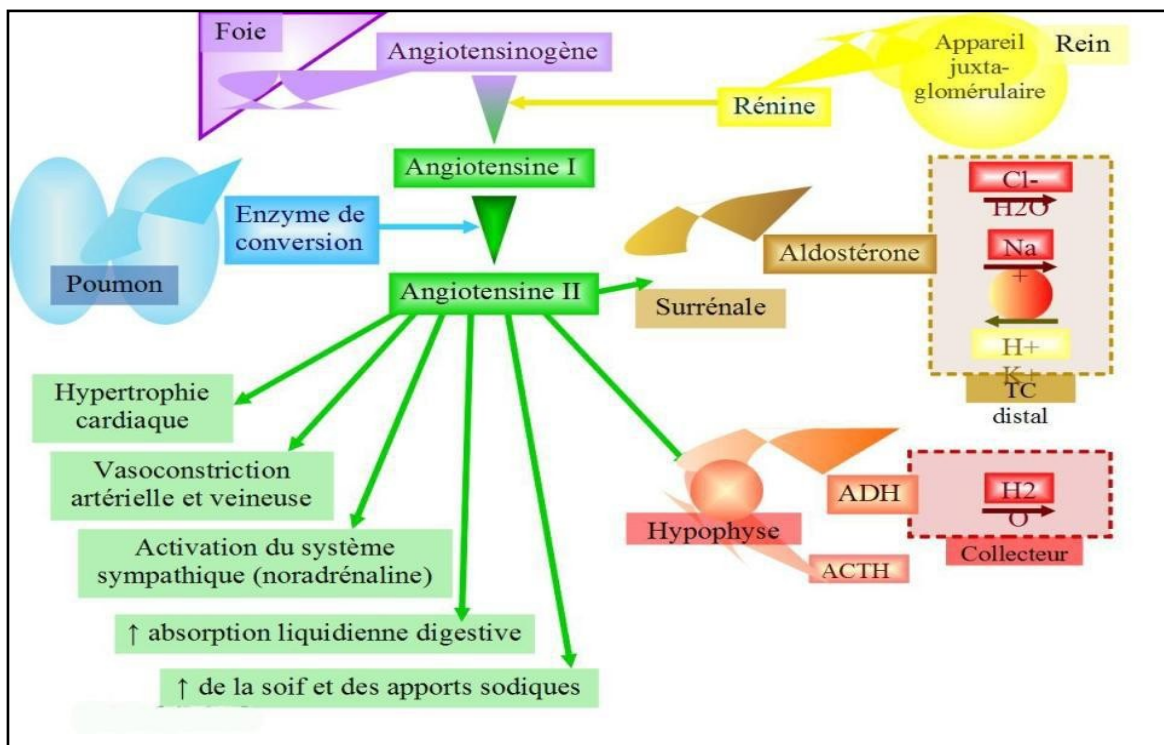 Foie
Angiotensinogène
Appareil
juxta-
glomérulaire
Rein
Rénine
Angiotensine I
Enzyme de
conversion
Poumon
Angiotensine II
Surrénale
Aldostérone
Cl-
H2O
Na
+
H+
K+
TC
distal
Hypertrophie
cardiaque
Vasoconstriction
artérielle et veineuse
Activation du système
sympathique (noradrénaline)
↑ absorption liquidienne digestive
↑ de la soif et des apports sodiques
Hypophyse
ADH
ACTH
H2
O
Collecteur